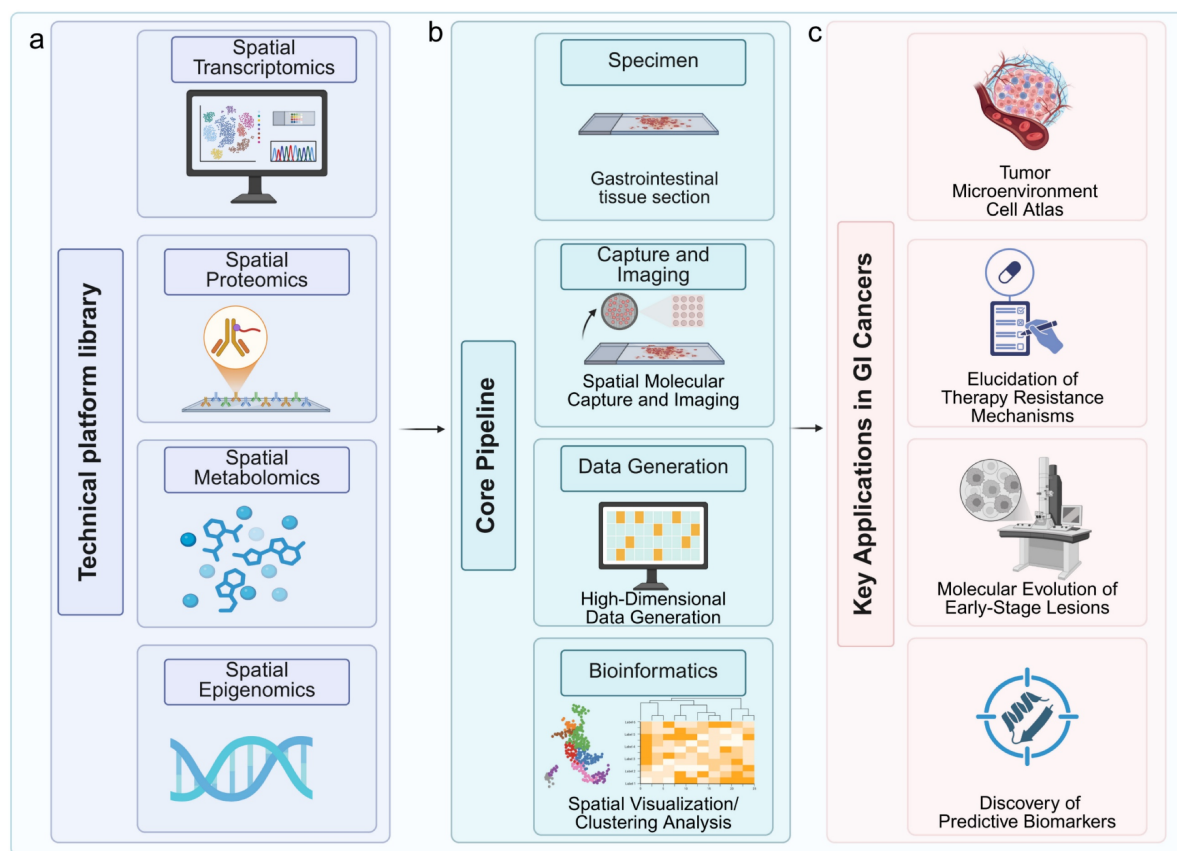 a
Technical platform library
Spatial
Transcriptomics
Spatial
Proteomics
Spatial
Metabolomics
Spatial
Epigenomics
b
Core Pipeline
Specimen
Gastrointestinal
tissue section
Capture and
Imaging
Spatial Molecular
Capture and Imaging
Data Generation
High-Dimensional
Data Generation
Bioinformatics
Spatial Visualization/
Clustering Analysis
c
Key Applications in GI Cancers
Tumor
Microenvironment
Cell Atlas
Elucidation of
Therapy Resistance
Mechanisms
Molecular Evolution of
Early-Stage Lesions
Discovery of
Predictive Biomarkers